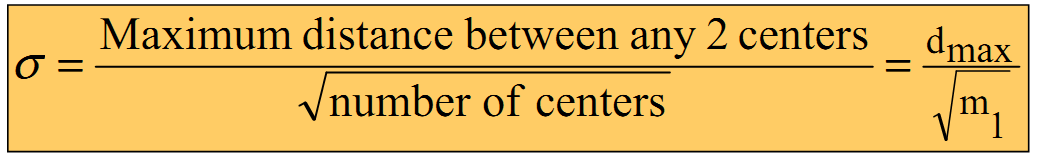 σ = Maximum distance between any 2 centers / √number of centers = d_max / √m_1